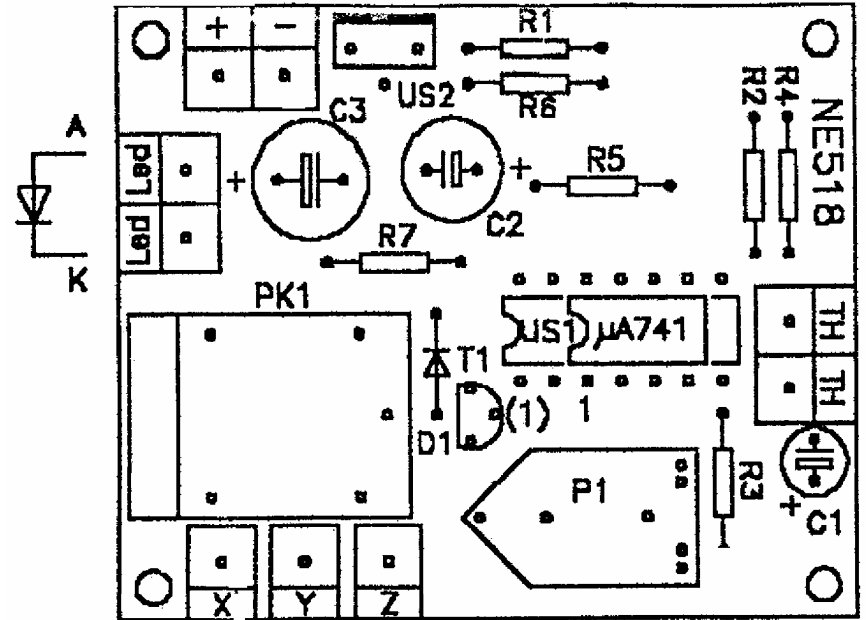 + -
R1
R6
US2
C3
R2
R4
NE518
A
Led
Led
K
+
+
R5
C2
R7
PK1
US1
µA741
TH
TH
T1
(1) 1
D1
P1
R3
+
C1
X Y Z